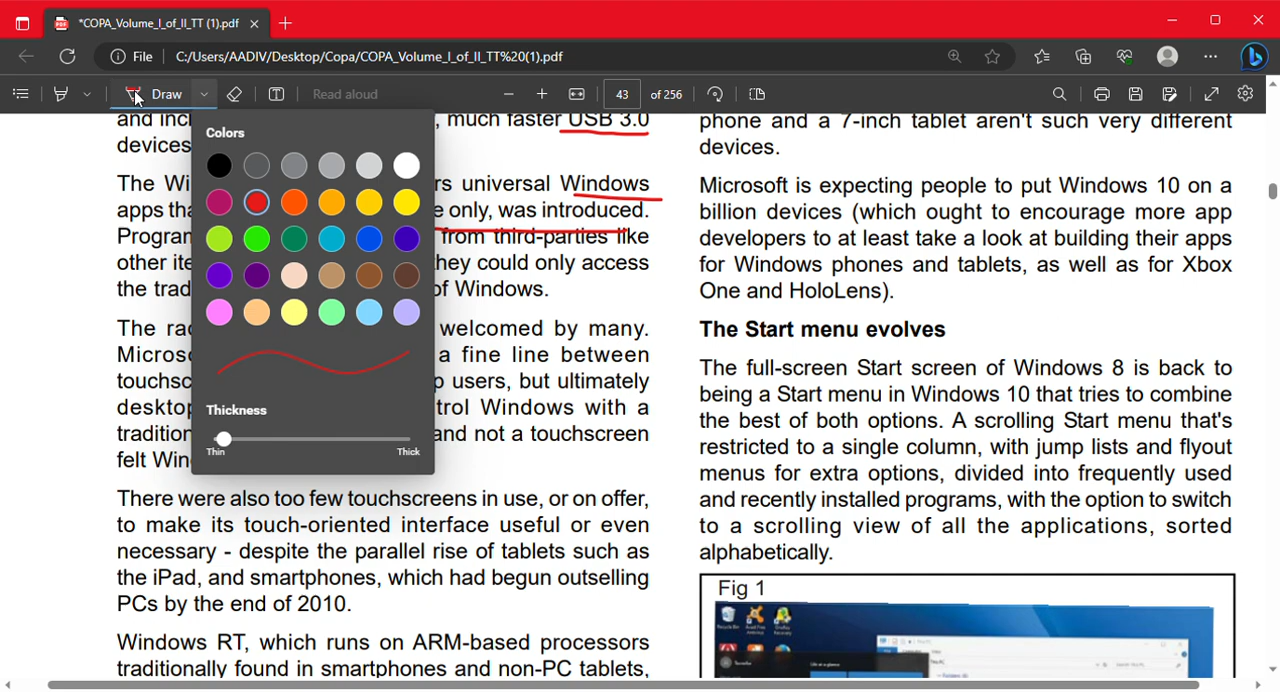 *COPA_Volume_I_of_II_TT (1).pdf
File C:/Users/AADIV/Desktop/Copa/COPA_Volume_I_of_II_TT%20(1).pdf
Draw Read aloud 43 of 256
Colors
Thickness
Thin Thick
and inc , much faster USB 3.0
devices
The Wi rs universal Windows
apps tha e only, was introduced.
Program from third-parties like
other ite hey could only access
the trad of Windows.
The rad welcomed by many.
Microso a fine line between
touchsc p users, but ultimately
desktop trol Windows with a
tradition and not a touchscreen
felt Win
There were also too few touchscreens in use, or on offer,
to make its touch-oriented interface useful or even
necessary - despite the parallel rise of tablets such as
the iPad, and smartphones, which had begun outselling
PCs by the end of 2010.
Windows RT, which runs on ARM-based processors
traditionally found in smartphones and non-PC tablets,
phone and a 7-inch tablet aren't such very different
devices.
Microsoft is expecting people to put Windows 10 on a
billion devices (which ought to encourage more app
developers to at least take a look at building their apps
for Windows phones and tablets, as well as for Xbox
One and HoloLens).
The Start menu evolves
The full-screen Start screen of Windows 8 is back to
being a Start menu in Windows 10 that tries to combine
the best of both options. A scrolling Start menu that's
restricted to a single column, with jump lists and flyout
menus for extra options, divided into frequently used
and recently installed programs, with the option to switch
to a scrolling view of all the applications, sorted
alphabetically.
Fig 1